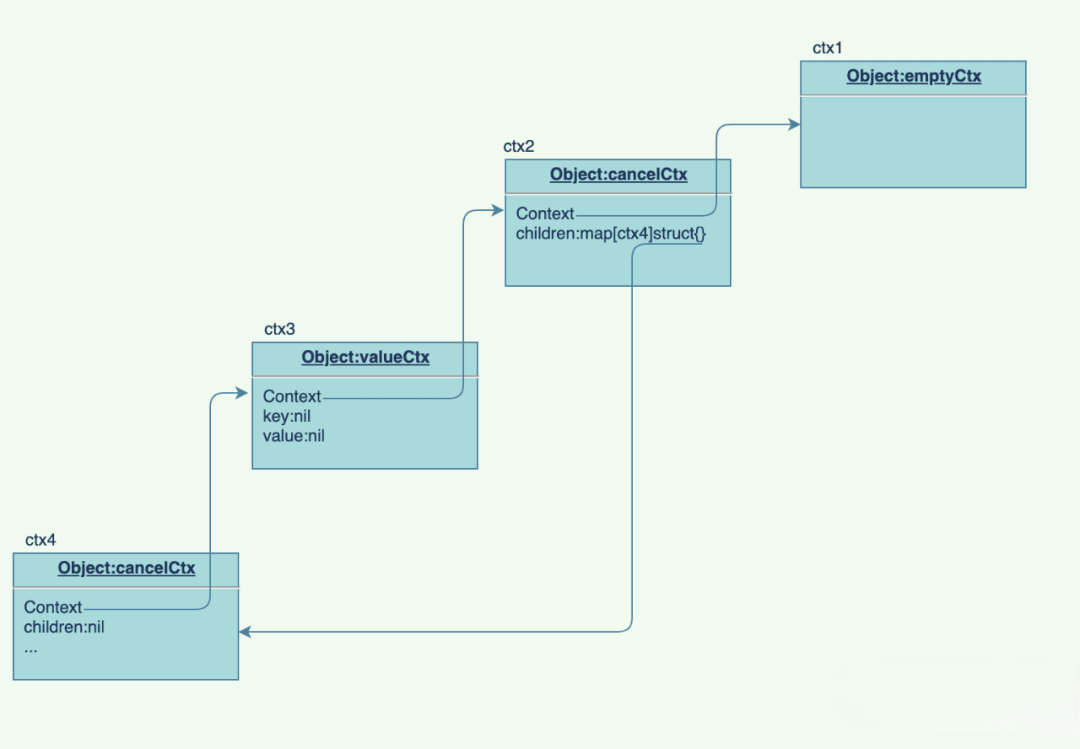 ctx1
Object:emptyCtx
ctx2
Object:cancelCtx
Context
children:map[ctx4]struct{}
ctx3
Object:valueCtx
Context
key:nil
value:nil
ctx4
Object:cancelCtx
Context
children:nil
...